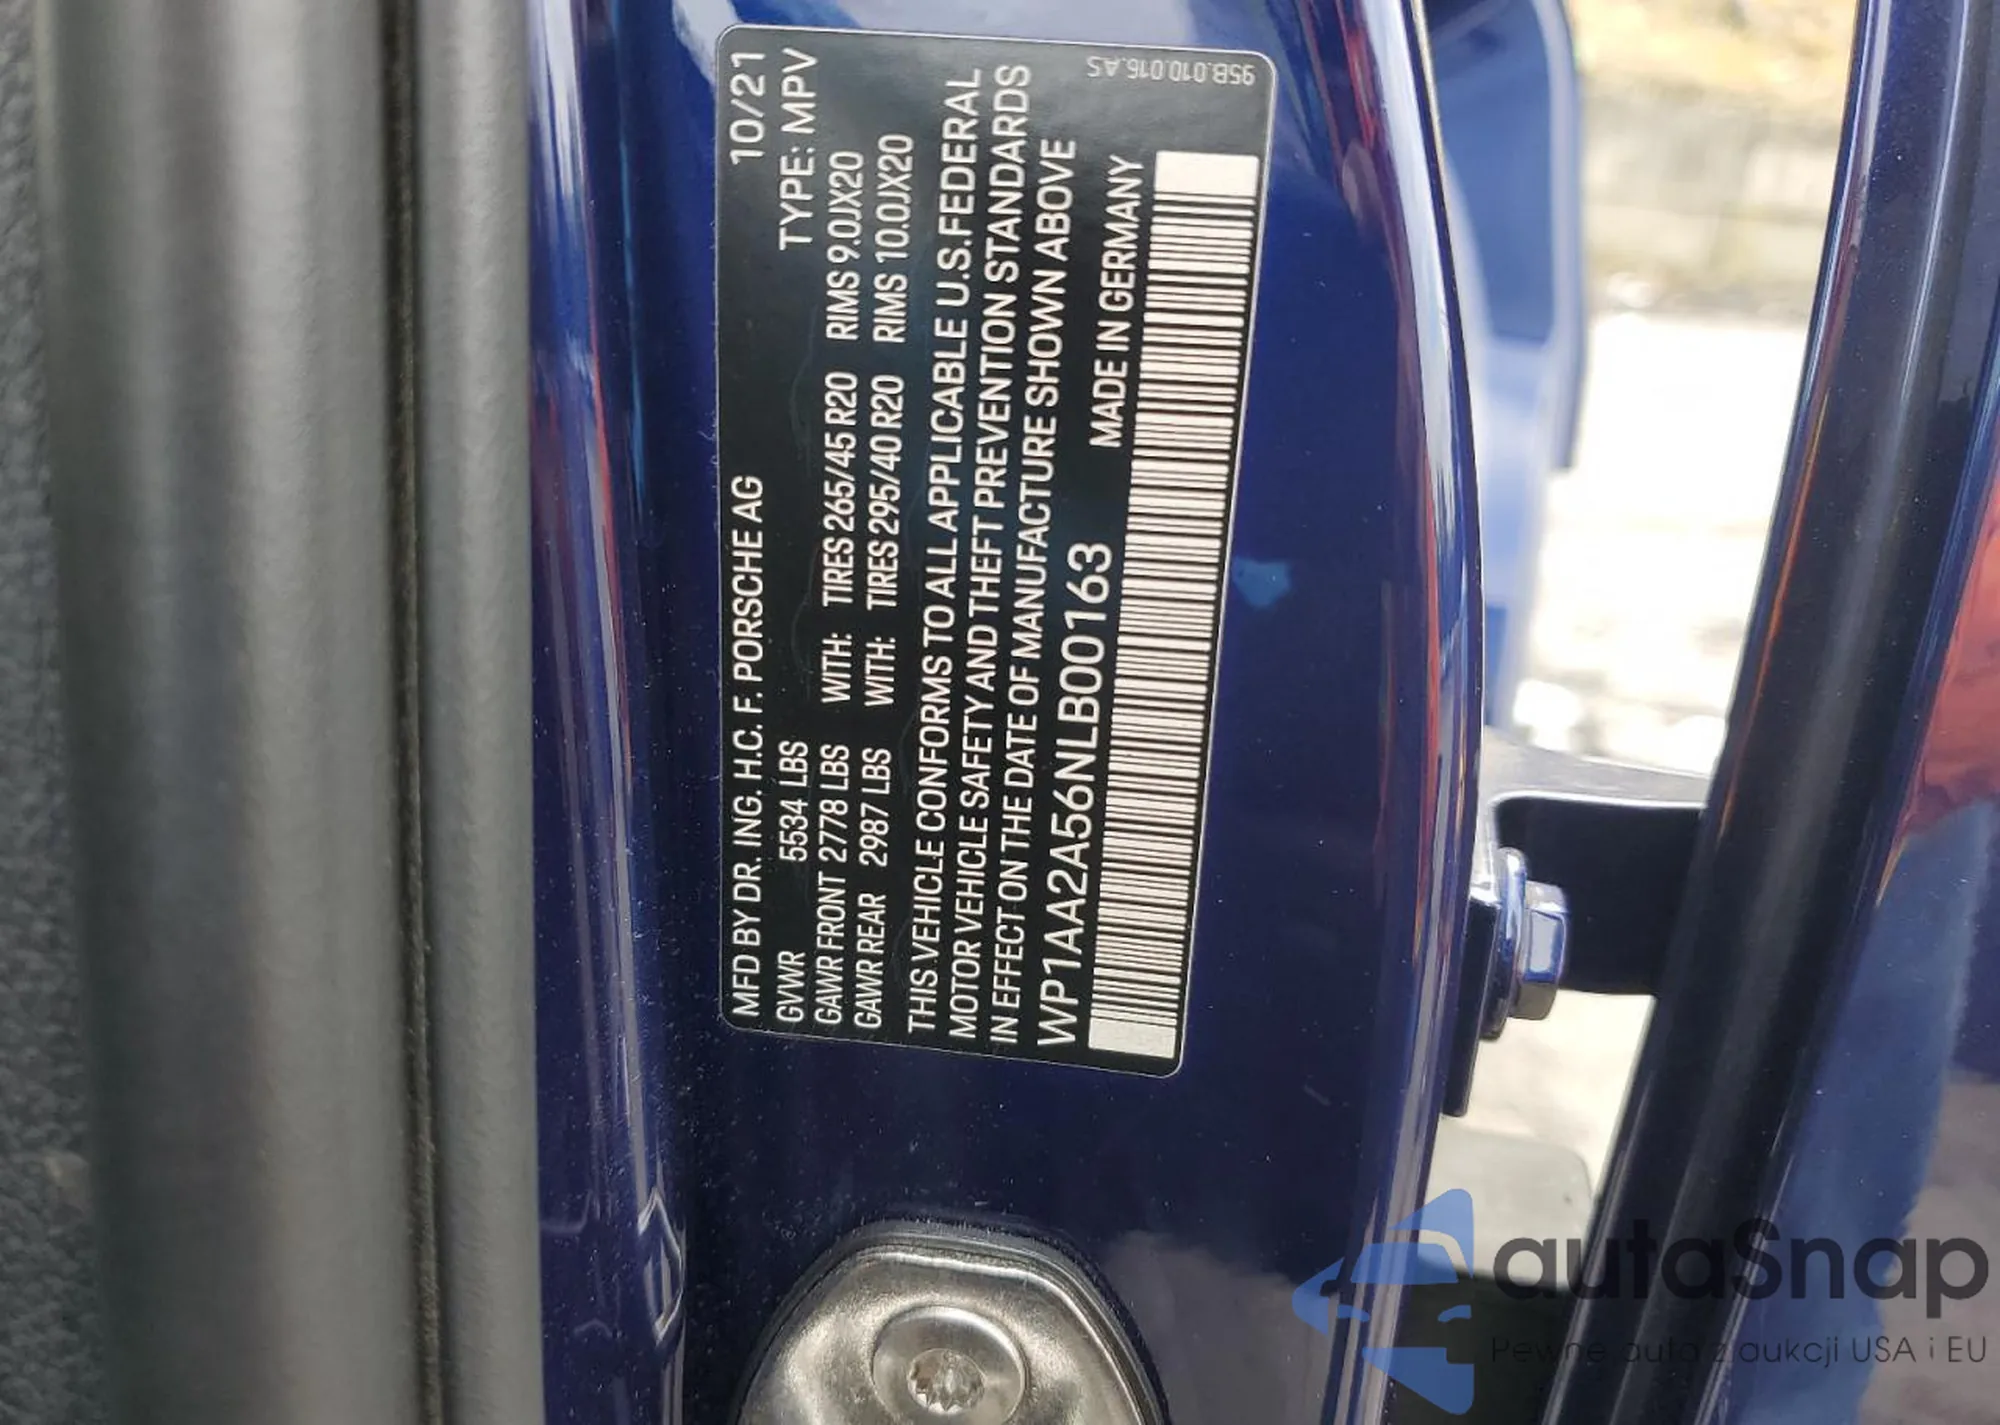 MFD BY DR. ING. H.C. F. PORSCHE AG 10/21
GVWR 5534 LBS TYPE: MPV
GAWR FRONT 2778 LBS WITH: TIRES 265/45 R20 RIMS 9.0JX20
GAWR REAR 2987 LBS WITH: TIRES 295/40 R20 RIMS 10.0JX20
THIS VEHICLE CONFORMS TO ALL APPLICABLE U.S. FEDERAL
MOTOR VEHICLE SAFETY AND THEFT PREVENTION STANDARDS
IN EFFECT ON THE DATE OF MANUFACTURE SHOWN ABOVE
WP1AA2A56NLB00163 MADE IN GERMANY
95B.010.016.AS
autaSnap
Pewne auta z aukcji USA i EU